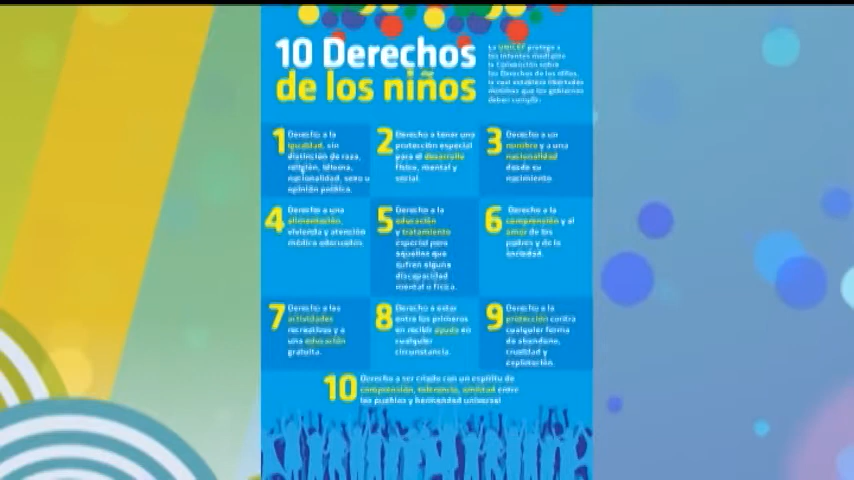 10 Derechos
de los niños
La UNICEF protege a
los infantes mediante
la Convención sobre
los Derechos de los Niños,
la cual establece libertades
mínimas que los gobiernos
deben cumplir:
1 Derecho a la
igualdad, sin
distinción de raza,
religión, idioma,
nacionalidad, sexo u
opinión política.
2 Derecho a tener una
protección especial
para el desarrollo
físico, mental y
social.
3 Derecho a un
nombre y a una
nacionalidad
desde su
nacimiento.
4 Derecho a una
alimentación,
vivienda y atención
médica adecuados.
5 Derecho a la
educación
y tratamiento
especial para
aquellos que
sufren alguna
discapacidad
mental o física.
6 Derecho a la
comprensión y al
amor de los
padres y de la
sociedad.
7 Derecho a las
actividades
recreativas y a
una educación
gratuita.
8 Derecho a estar
entre los primeros
en recibir ayuda en
cualquier
circunstancia.
9 Derecho a la
protección contra
cualquier forma
de abandono,
crueldad y
explotación.
10 Derecho a ser criado con un espíritu de
comprensión, tolerancia, amistad entre
los pueblos y hermandad universal